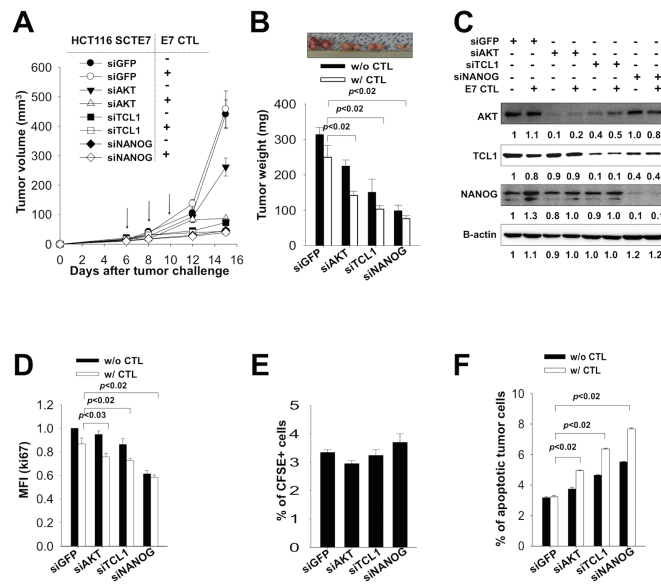 A
HCT116 SCTE7 E7 CTL
siGFP -
siGFP +
siAKT -
siAKT +
siTCL1 -
siTCL1 +
siNANOG -
siNANOG +
Tumor volume (mm3)
600
500
400
300
200
100
0
0 2 4 6 8 10 12 14 16
Days after tumor challenge
B
w/o CTL
w/ CTL
p<0.02
p<0.02
p<0.02
Tumor weight (mg)
400
300
200
100
0
siGFP siAKT siTCL1 siNANOG
C
siGFP + + - - - - - -
siAKT - - + + - - - -
siTCL1 - - - - + + - -
siNANOG - - - - - - + +
E7 CTL - + - + - + - +
AKT
1 1.1 0.1 0.2 0.4 0.5 1.0 0.8
TCL1
1 0.8 0.9 0.9 0.1 0.1 0.4 0.4
NANOG
1 1.3 0.8 1.0 0.9 1.0 0.1 0.1
B-actin
1 1.1 0.9 1.0 1.0 1.0 1.2 1.2
D
w/o CTL
w/ CTL
p<0.02
p<0.02
p<0.03
MFI (ki67)
1.2
1.0
0.8
0.6
0.4
0.2
0.0
siGFP siAKT siTCL1 siNANOG
E
% of CFSE+ cells
5
5
4
3
2
1
0
siGFP siAKT siTCL1 siNANOG
F
w/o CTL
w/ CTL
p<0.02
p<0.02
p<0.02
% of apoptotic tumor cells
10
8
6
4
2
0
siGFP siAKT siTCL1 siNANOG